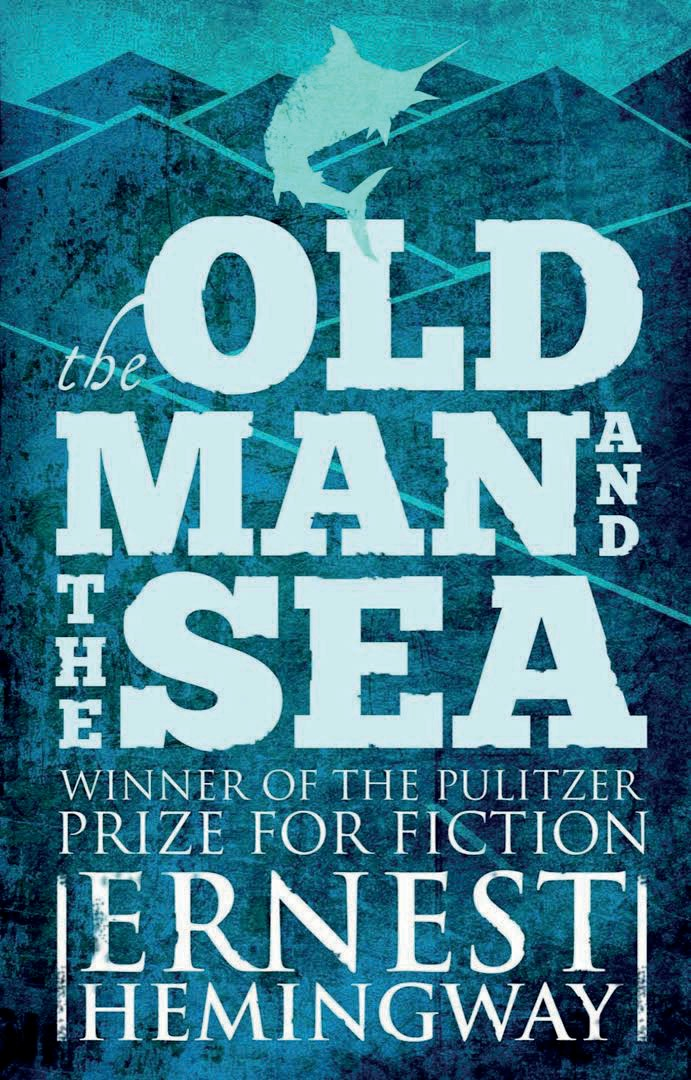 the OLD
MAN AND
THE SEA
WINNER OF THE PULITZER
PRIZE FOR FICTION
ERNEST
HEMINGWAY